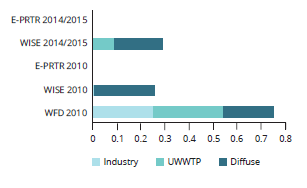 E-PRTR 2014/2015
WISE 2014/2015
E-PRTR 2010
WISE 2010
WFD 2010
0 0.1 0.2 0.3 0.4 0.5 0.6 0.7 0.8
Industry UWWTP Diffuse